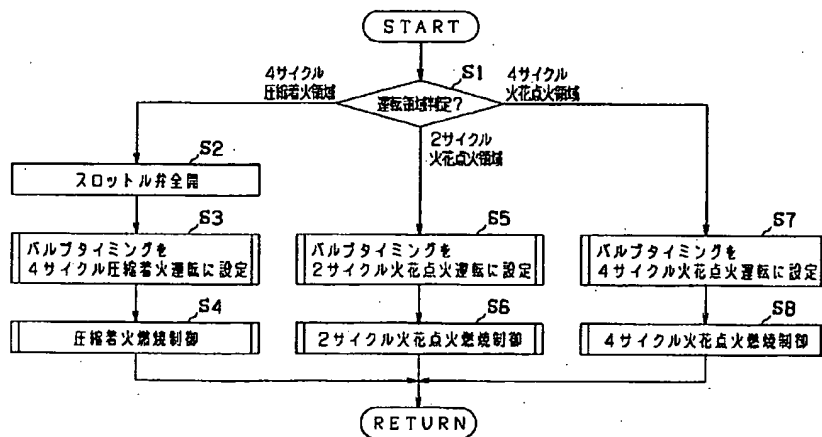 START
S1
4サイクル
圧縮着火領域
運転領域判定?
4サイクル
火花点火領域
2サイクル
火花点火領域
S2
スロットル弁全開
S3
バルブタイミングを
4サイクル圧縮着火運転に設定
S5
バルブタイミングを
2サイクル火花点火運転に設定
S7
バルブタイミングを
4サイクル火花点火運転に設定
S4
圧縮着火燃焼制御
S6
2サイクル火花点火燃焼制御
S8
4サイクル火花点火燃焼制御
RETURN